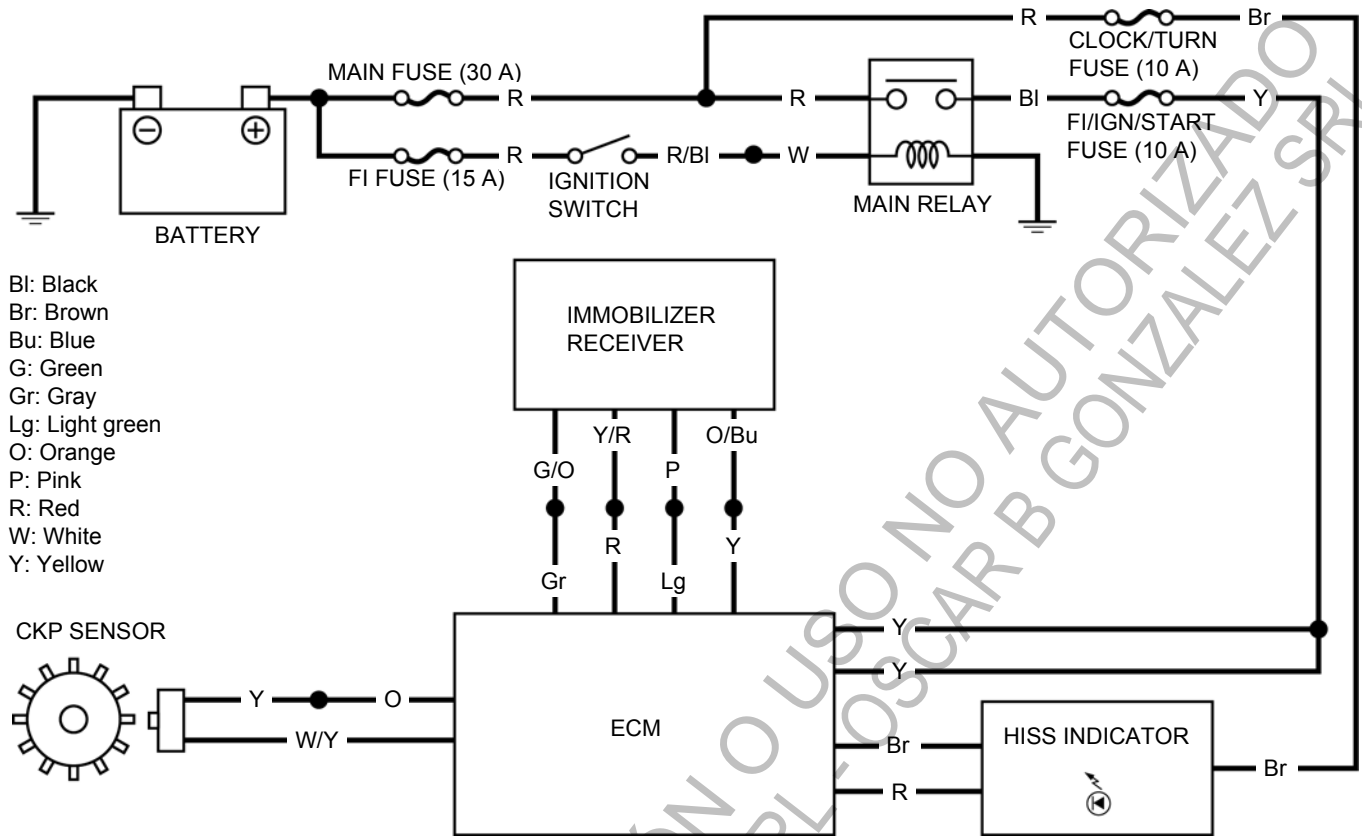 R
Br
CLOCK/TURN
FUSE (10 A)
MAIN FUSE (30 A)
R
R
Bl
Y
FI/IGN/START
FUSE (10 A)
R
R/Bl
W
FI FUSE (15 A)
IGNITION
SWITCH
MAIN RELAY
BATTERY
Bl: Black
Br: Brown
Bu: Blue
G: Green
Gr: Gray
Lg: Light green
O: Orange
P: Pink
R: Red
W: White
Y: Yellow
IMMOBILIZER
RECEIVER
Y/R
O/Bu
G/O
P
R
Y
Gr
Lg
CKP SENSOR
Y
O
W/Y
ECM
Y
Y
Br
R
HISS INDICATOR
Br
O USO NO AUTORIZADO
OSCAR B GONZALEZ SRL